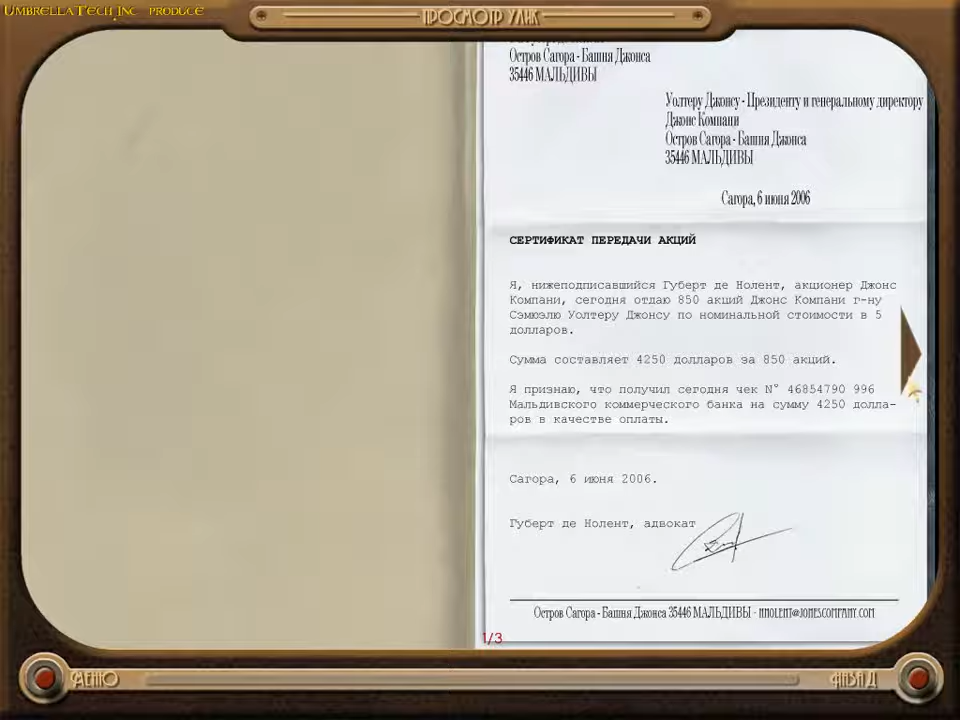 UmbrellaTech.Inc produce
ПРОСМОТР УЛИК
Остров Сагора - Башня Джонса
35446 МАЛЬДИВЫ
Уолтеру Джонсу - Президенту и генеральному директору
Джонс Компаци
Остров Сагора - Башня Джонса
35446 МАЛЬДИВЫ
Сагора, 6 июня 2006
СЕРТИФИКАТ ПЕРЕДАЧИ АКЦИЙ
Я, нижеподписавшийся Губерт де Нолент, акционер Джонс
Компани, сегодня отдаю 850 акций Джонс Компани г-ну
Сэмюэлю Уолтеру Джонсу по номинальной стоимости в 5
долларов.
Сумма составляет 4250 долларов за 850 акций.
Я признаю, что получил сегодня чек N° 46854790 996
Мальдивского коммерческого банка на сумму 4250 долла-
ров в качестве оплаты.
Сагора, 6 июня 2006.
Губерт де Нолент, адвокат
Остров Сагора - Башня Джонса 35446 МАЛЬДИВЫ - HNOLENT@JONESCOMPANY.COM
1/3
МЕНЮ
НАЗАД